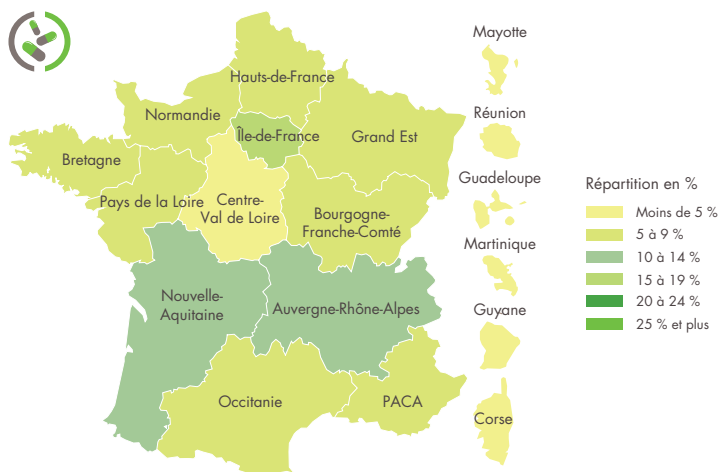 Mayotte
Hauts-de-France
Normandie
Île-de-France
Réunion
Grand Est
Bretagne
Guadeloupe
Répartition en %
Pays de la Loire
Centre-
Val de Loire
Bourgogne-
Franche-Comté
Moins de 5 %
5 à 9 %
10 à 14 %
15 à 19 %
20 à 24 %
25 % et plus
Martinique
Nouvelle-
Aquitaine
Auvergne-Rhône-Alpes
Guyane
Occitanie
PACA
Corse